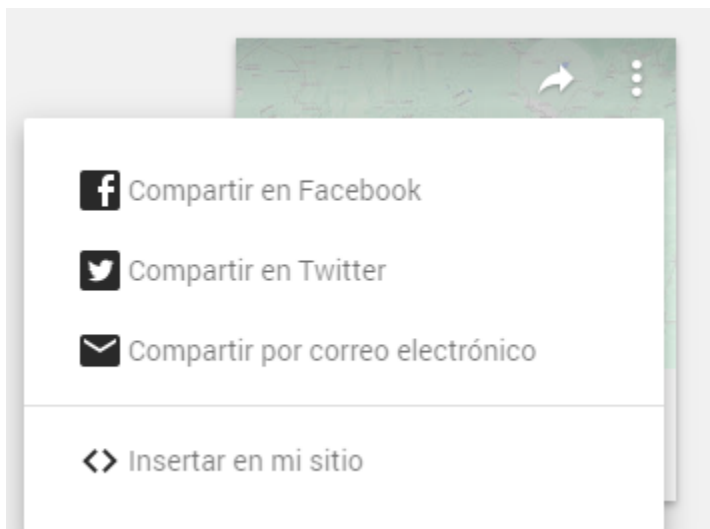 Compartir en Facebook
Compartir en Twitter
Compartir por correo electrónico
Insertar en mi sitio